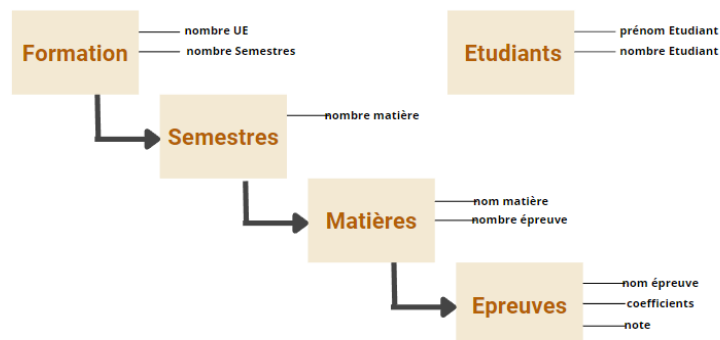 Formation
nombre UE
nombre Semestres
Etudiants
prénom Etudiant
nombre Etudiant
Semestres
nombre matière
Matières
nom matière
nombre épreuve
Epreuves
nom épreuve
coefficients
note